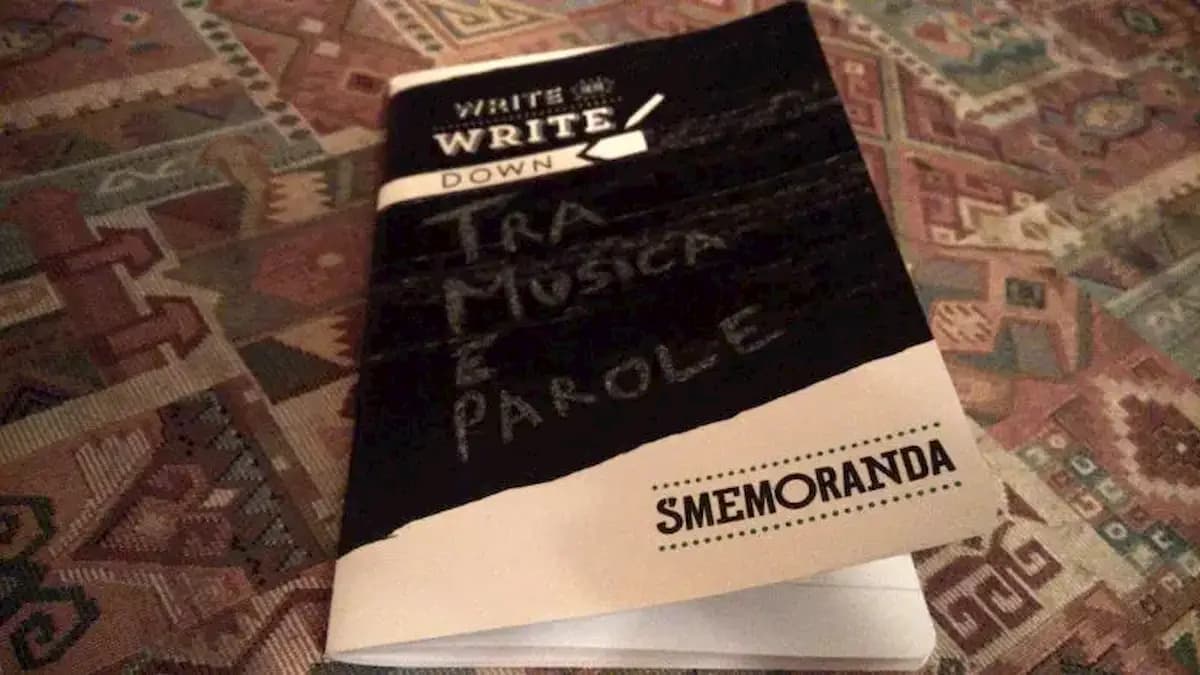 WRITE
WRITE
DOWN
TRA
MUSICA
E
PAROLE
SMEMORANDA